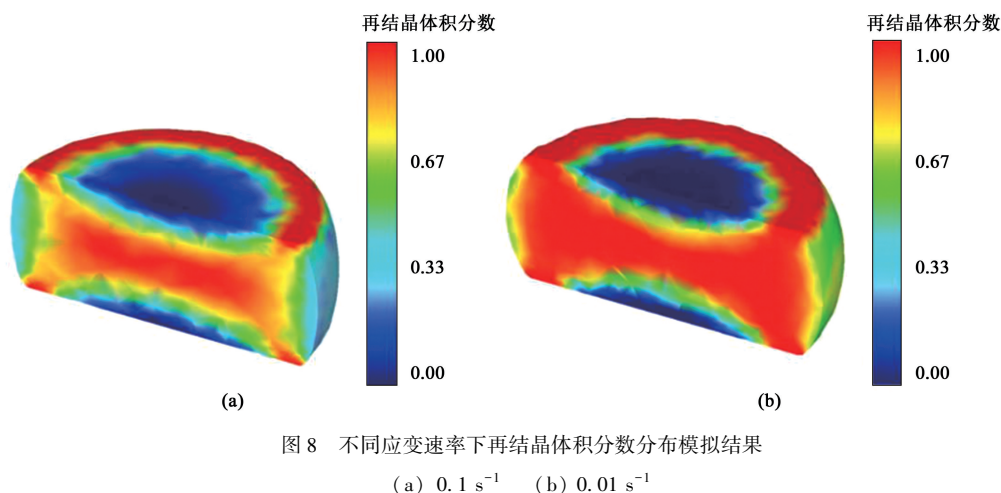 再结晶体积分数
1.00
0.67
0.33
0.00
(a)
再结晶体积分数
1.00
0.67
0.33
0.00
(b)
图 8 不同应变速率下再结晶体积分数分布模拟结果
(a) 0.1 s⁻¹ (b) 0.01 s⁻¹